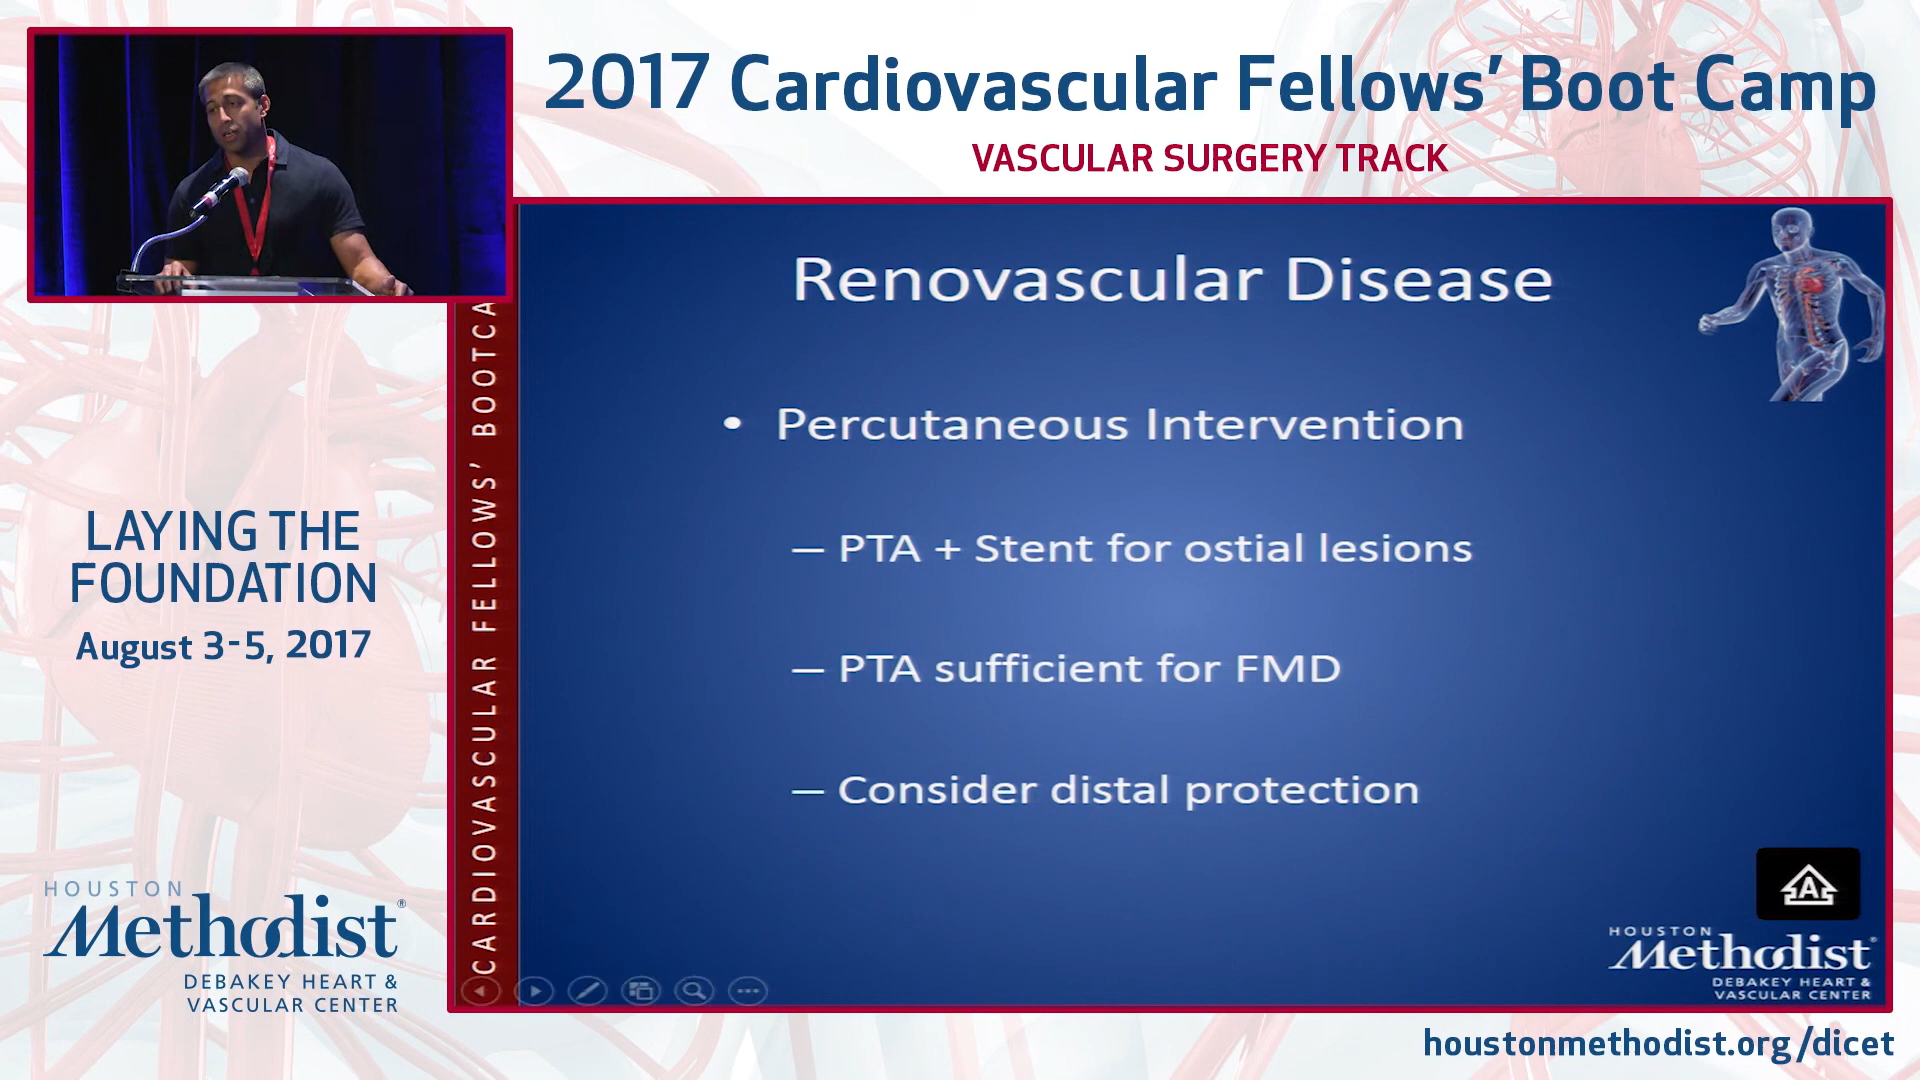 2017 Cardiovascular Fellows’ Boot Camp
VASCULAR SURGERY TRACK
Renovascular Disease
• Percutaneous Intervention
– PTA + Stent for ostial lesions
– PTA sufficient for FMD
– Consider distal protection
CARDIOVASCULAR FELLOWS’ BOOTCA
LAYING THE
FOUNDATION
August 3-5, 2017
HOUSTON
Methodist®
DEBAKEY HEART &
VASCULAR CENTER
A
HOUSTON
Methodist®
DEBAKEY HEART &
VASCULAR CENTER
houstonmethodist.org/dicet